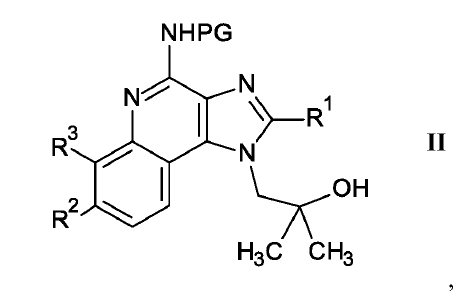 NHPG
N
N
R³
R¹
N
II
R²
OH
H₃C
CH₃
,